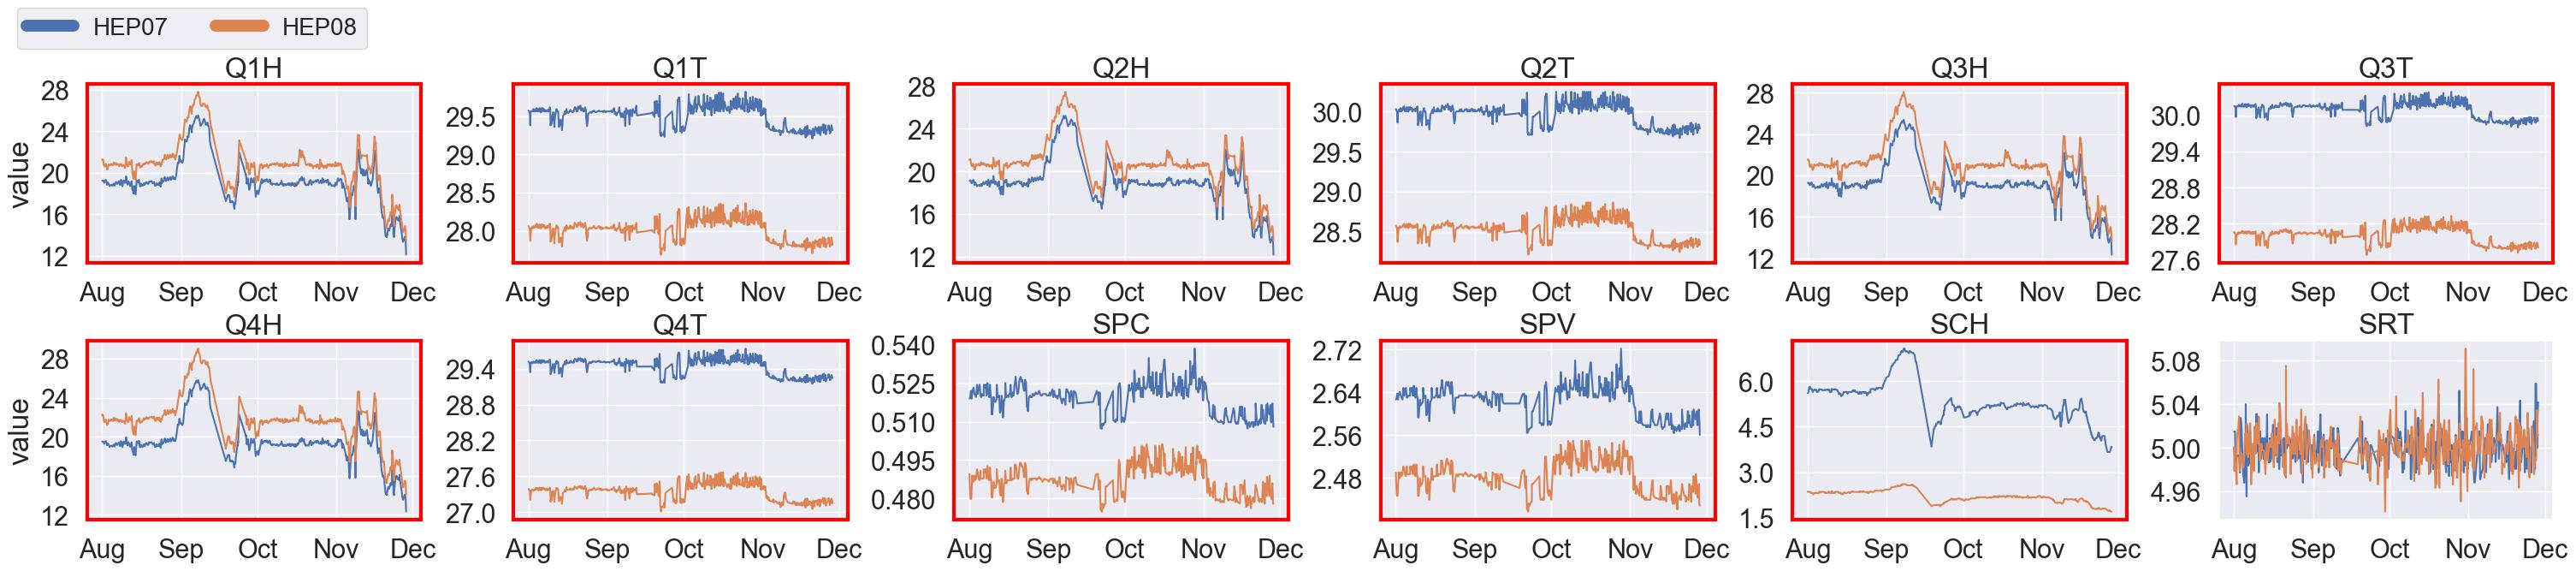 HEP07 HEP08
Q1H Q1T Q2H Q2T Q3H Q3T
value
28 24 20 16 12
29.5 29.0 28.5 28.0
28 24 20 16 12
30.0 29.5 29.0 28.5
28 24 20 16 12
30.0 29.4 28.8 28.2 27.6
Aug Sep Oct Nov Dec Aug Sep Oct Nov Dec Aug Sep Oct Nov Dec Aug Sep Oct Nov Dec Aug Sep Oct Nov Dec Aug Sep Oct Nov Dec
Q4H Q4T SPC SPV SCH SRT
value
28 24 20 16 12
29.4 28.8 28.2 27.6 27.0
0.540 0.525 0.510 0.495 0.480
2.72 2.64 2.56 2.48
6.0 4.5 3.0 1.5
5.08 5.04 5.00 4.96
Aug Sep Oct Nov Dec Aug Sep Oct Nov Dec Aug Sep Oct Nov Dec Aug Sep Oct Nov Dec Aug Sep Oct Nov Dec Aug Sep Oct Nov Dec